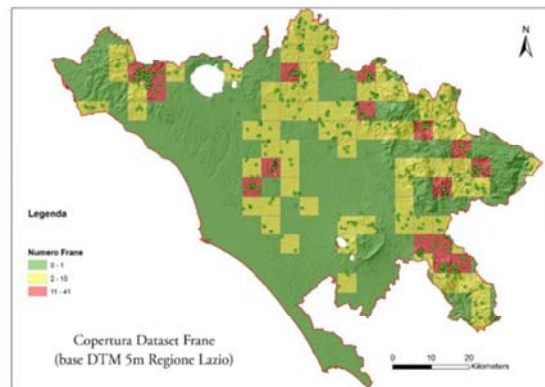 N
Legenda
Numero Frane
0 - 1
2 - 10
11 - 41
Copertura Dataset Frane
(base DTM 5m Regione Lazio)
0 5 10 20
Kilometers